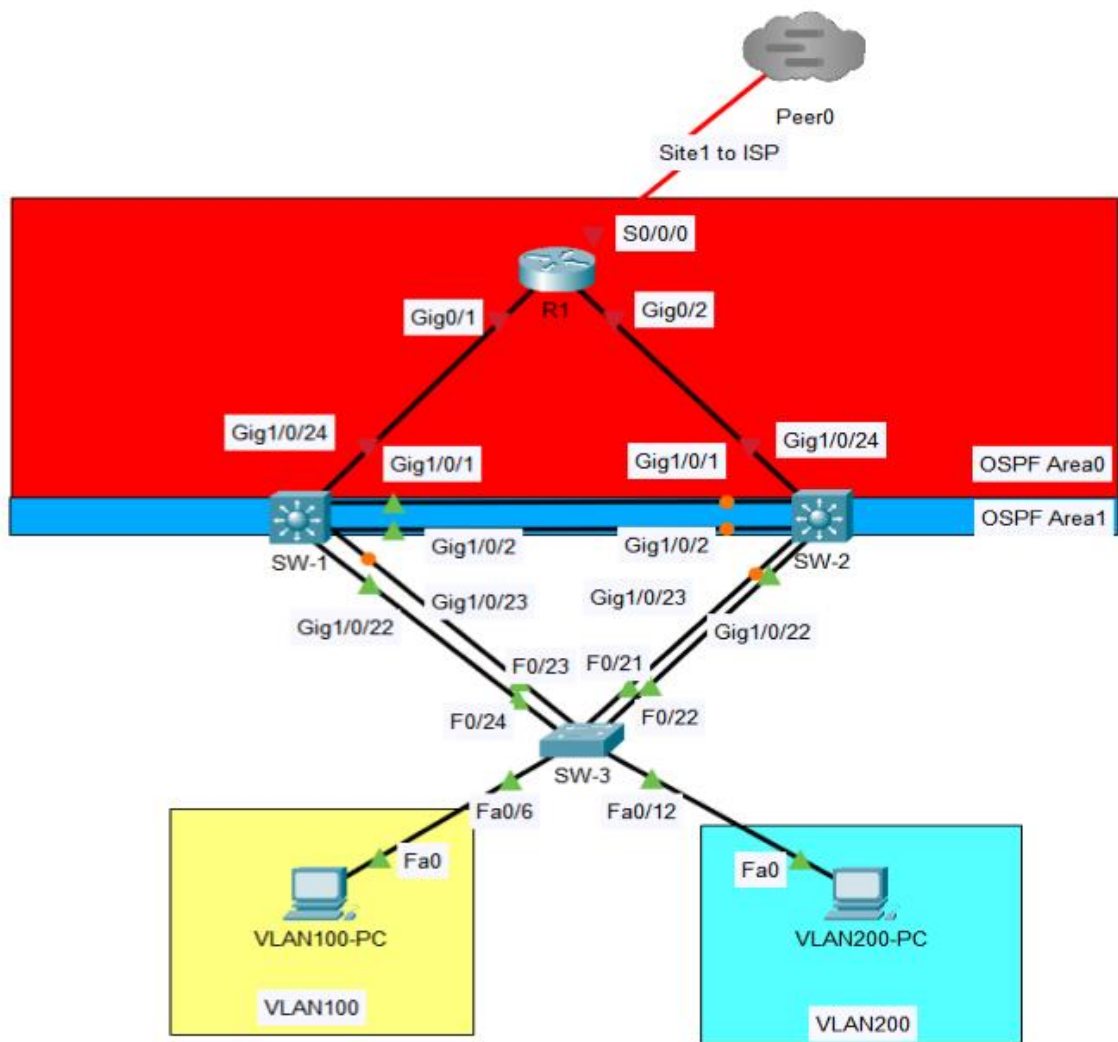 Peer0
Site1 to ISP
S0/0/0
R1
Gig0/1
Gig0/2
Gig1/0/24
Gig1/0/24
Gig1/0/1
Gig1/0/1
OSPF Area0
OSPF Area1
Gig1/0/2
Gig1/0/2
SW-1
SW-2
Gig1/0/23
Gig1/0/23
Gig1/0/22
Gig1/0/22
F0/23
F0/21
F0/24
F0/22
SW-3
Fa0/6
Fa0/12
Fa0
Fa0
VLAN100-PC
VLAN200-PC
VLAN100
VLAN200